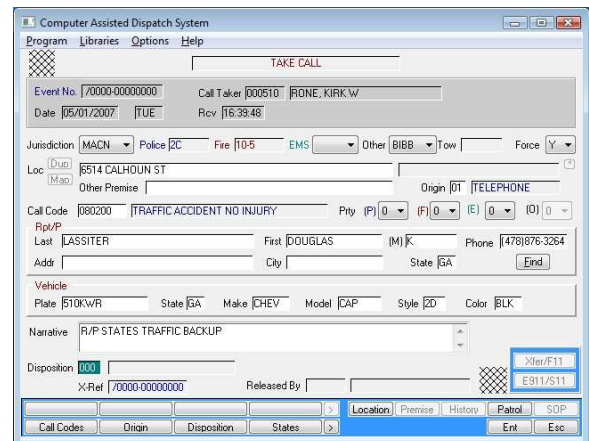 Computer Assisted Dispatch System
Program Libraries Options Help
TAKE CALL
Event No. /0000-00000000 Call Taker 000510 RONE, KIRK W
Date 05/01/2007 TUE Rcv 16:39:48
Jurisdiction MACN Police 2C Fire 10-5 EMS Other BIBB Tow Force Y
Loc Dup 6514 CALHOUN ST
Map Other Premise Origin 01 TELEPHONE
Call Code 080200 TRAFFIC ACCIDENT NO INJURY Prty (P) 0 (F) 0 (E) 0 (O) 0
Rpt/P
Last LASSITER First DOUGLAS (M) K Phone (478)876-3264
Addr City State GA Find
Vehicle
Plate 510KWR State GA Make CHEV Model CAP Style 2D Color BLK
Narrative R/P STATES TRAFFIC BACKUP
Disposition 000 Xfer/F11
X-Ref /0000-00000000 Released By E911/S11
> Location Premise History Patrol SOP
Call Codes Origin Disposition States > Ent Esc